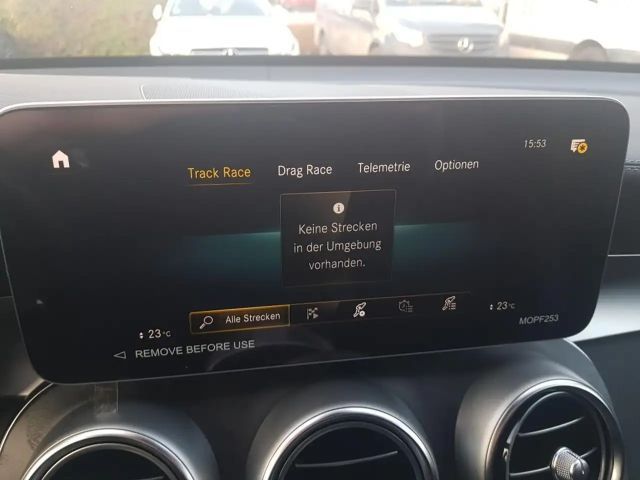 15:53
Track Race
Drag Race
Telemetrie
Optionen
Keine Strecken
in der Umgebung
vorhanden.
Alle Strecken
23°C
23°C
MOPF253
REMOVE BEFORE USE